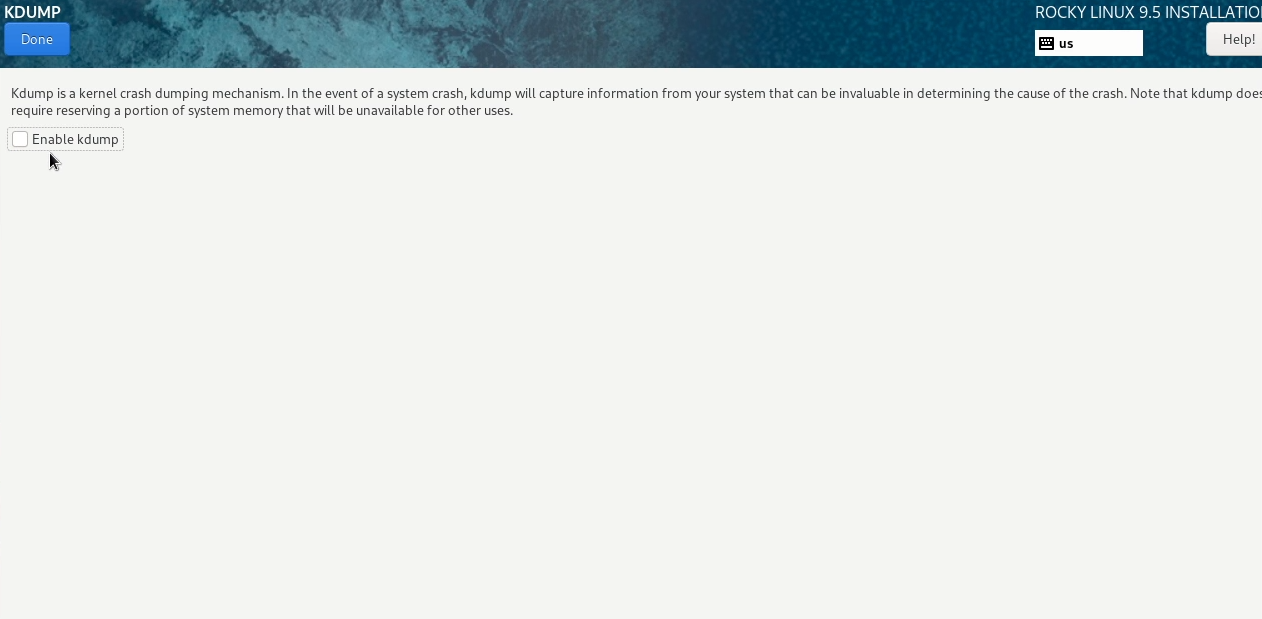 KDUMP
ROCKY LINUX 9.5 INSTALLATIO
Done
us
Help!
Kdump is a kernel crash dumping mechanism. In the event of a system crash, kdump will capture information from your system that can be invaluable in determining the cause of the crash. Note that kdump does
require reserving a portion of system memory that will be unavailable for other uses.
Enable kdump